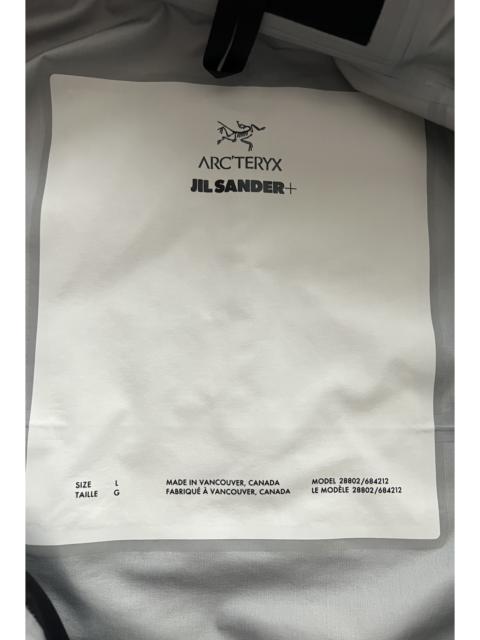 ARC'TERYX
JIL SANDER+
SIZE L
TAILLE G
MADE IN VANCOUVER, CANADA
FABRIQUÉ À VANCOUVER, CANADA
MODEL 28802/684212
LE MODÈLE 28802/684212